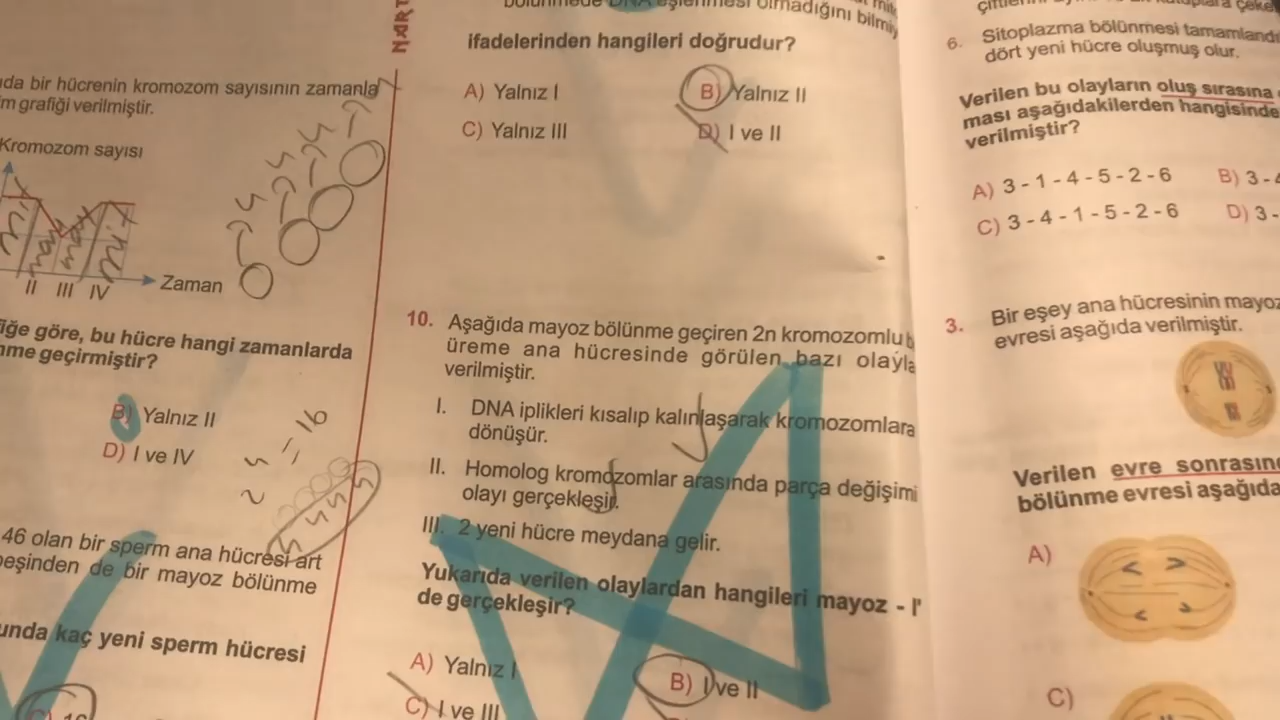 MART
da bir hücrenin kromozom sayısının zamanla
m grafiği verilmiştir.
Kromozom sayısı
II III IV
Zaman
göre, bu hücre hangi zamanlarda
geçirmiştir?
B) Yalnız II
D) I ve IV
2 4 = 16
46 olan bir sperm ana hücresi art
peşinden de bir mayoz bölünme
unda kaç yeni sperm hücresi
olmadığını
ifadelerinden hangileri doğrudur?
A) Yalnız I
B) Yalnız II
C) Yalnız III
D) I ve II
10. Aşağıda mayoz bölünme geçiren 2n kromozomlu b
üreme ana hücresinde görülen bazı olayla
verilmiştir.
I. DNA iplikleri kısalıp kalınlaşarak kromozomlara
dönüşür.
II. Homolog kromozomlar arasında parça değişimi
olayı gerçekleşir.
III. 2 yeni hücre meydana gelir.
Yukarıda verilen olaylardan hangileri mayoz - I'
de gerçekleşir?
A) Yalnız I
B) I ve II
C) I ve III
6. Sitoplazma bölünmesi tamamland
dört yeni hücre oluşmuş olur.
Verilen bu olayların oluş sırasına
ması aşağıdakilerden hangisinde
verilmiştir?
A) 3 - 1 - 4 - 5 - 2 - 6
B) 3 -
C) 3 - 4 - 1 - 5 - 2 - 6
D) 3 -
3. Bir eşey ana hücresinin mayoz
evresi aşağıda verilmiştir.
Verilen evre sonrasın
bölünme evresi aşağıda
A)
C)